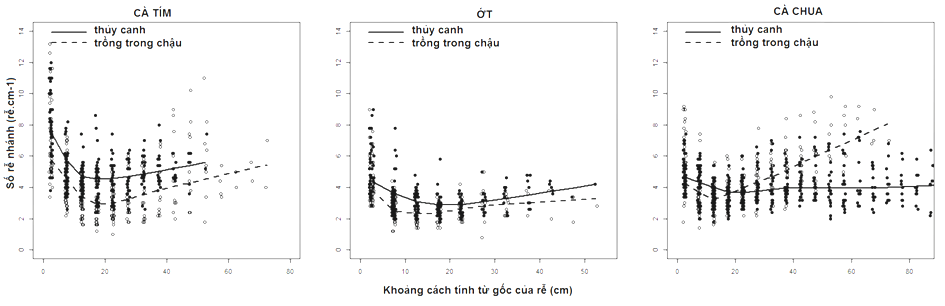 CÀ TÍM
thủy canh
trồng trong chậu
Số rễ nhánh (rễ.cm-1)
0 2 4 6 8 10 12 14
0 20 40 60 80
ỚT
thủy canh
trồng trong chậu
0 2 4 6 8 10 12 14
0 10 20 30 40 50 60
Khoảng cách tính từ gốc của rễ (cm)
CÀ CHUA
thủy canh
trồng trong chậu
0 2 4 6 8 10 12 14
0 20 40 60 80